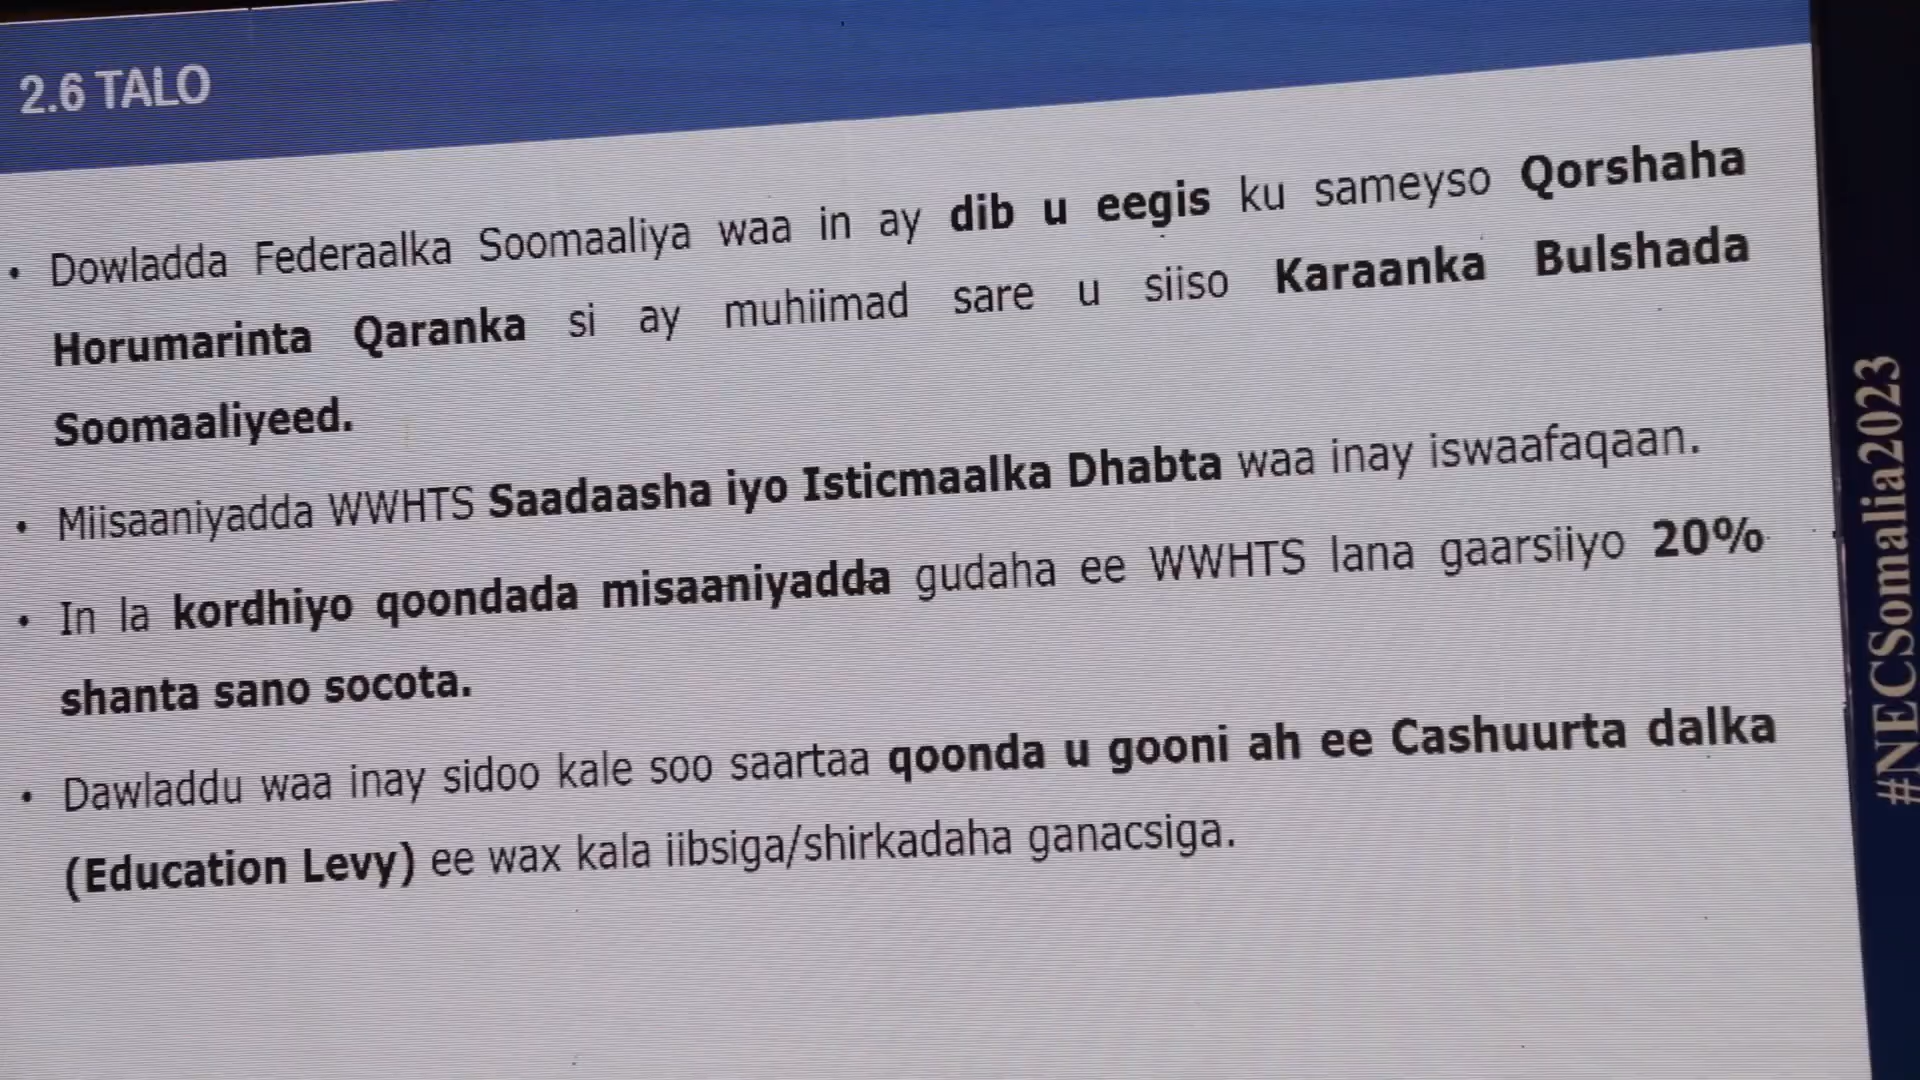 2.6 TALO
• Dowladda Federaalka Soomaaliya waa in ay dib u eegis ku sameyso Qorshaha
Horumarinta Qaranka si ay muhiimad sare u siiso Karaanka Bulshada
Soomaaliyeed.
• Miisaaniyadda WWHTS Saadaasha iyo Isticmaalka Dhabta waa inay iswaafaqaan.
• In la kordhiyo qoondada misaaniyadda gudaha ee WWHTS lana gaarsiiyo 20%
shanta sano socota.
• Dawladdu waa inay sidoo kale soo saartaa qoonda u gooni ah ee Cashuurta dalka
(Education Levy) ee wax kala iibsiga/shirkadaha ganacsiga.
#NECSomalia2023